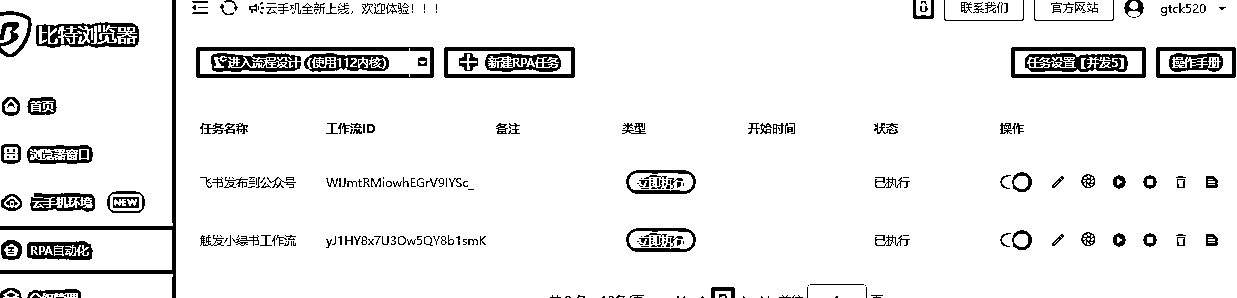 云手机全新上线，欢迎体验！！！ 联系我们 官方网站 gtck520
比特浏览器
进入流程设计 (使用112内核) 新建RPA任务 任务设置 [并发5] 操作手册
首页
任务名称 工作流ID 备注 类型 开始时间 状态 操作
浏览器窗口
飞书发布到公众号 WIJmtRMiowhEGrV9IYSc_ 立即执行 已执行
云手机环境 NEW
触发小绿书工作流 yJ1HY8x7U3Ow5QY8b1smK 立即执行 已执行
RPA自动化